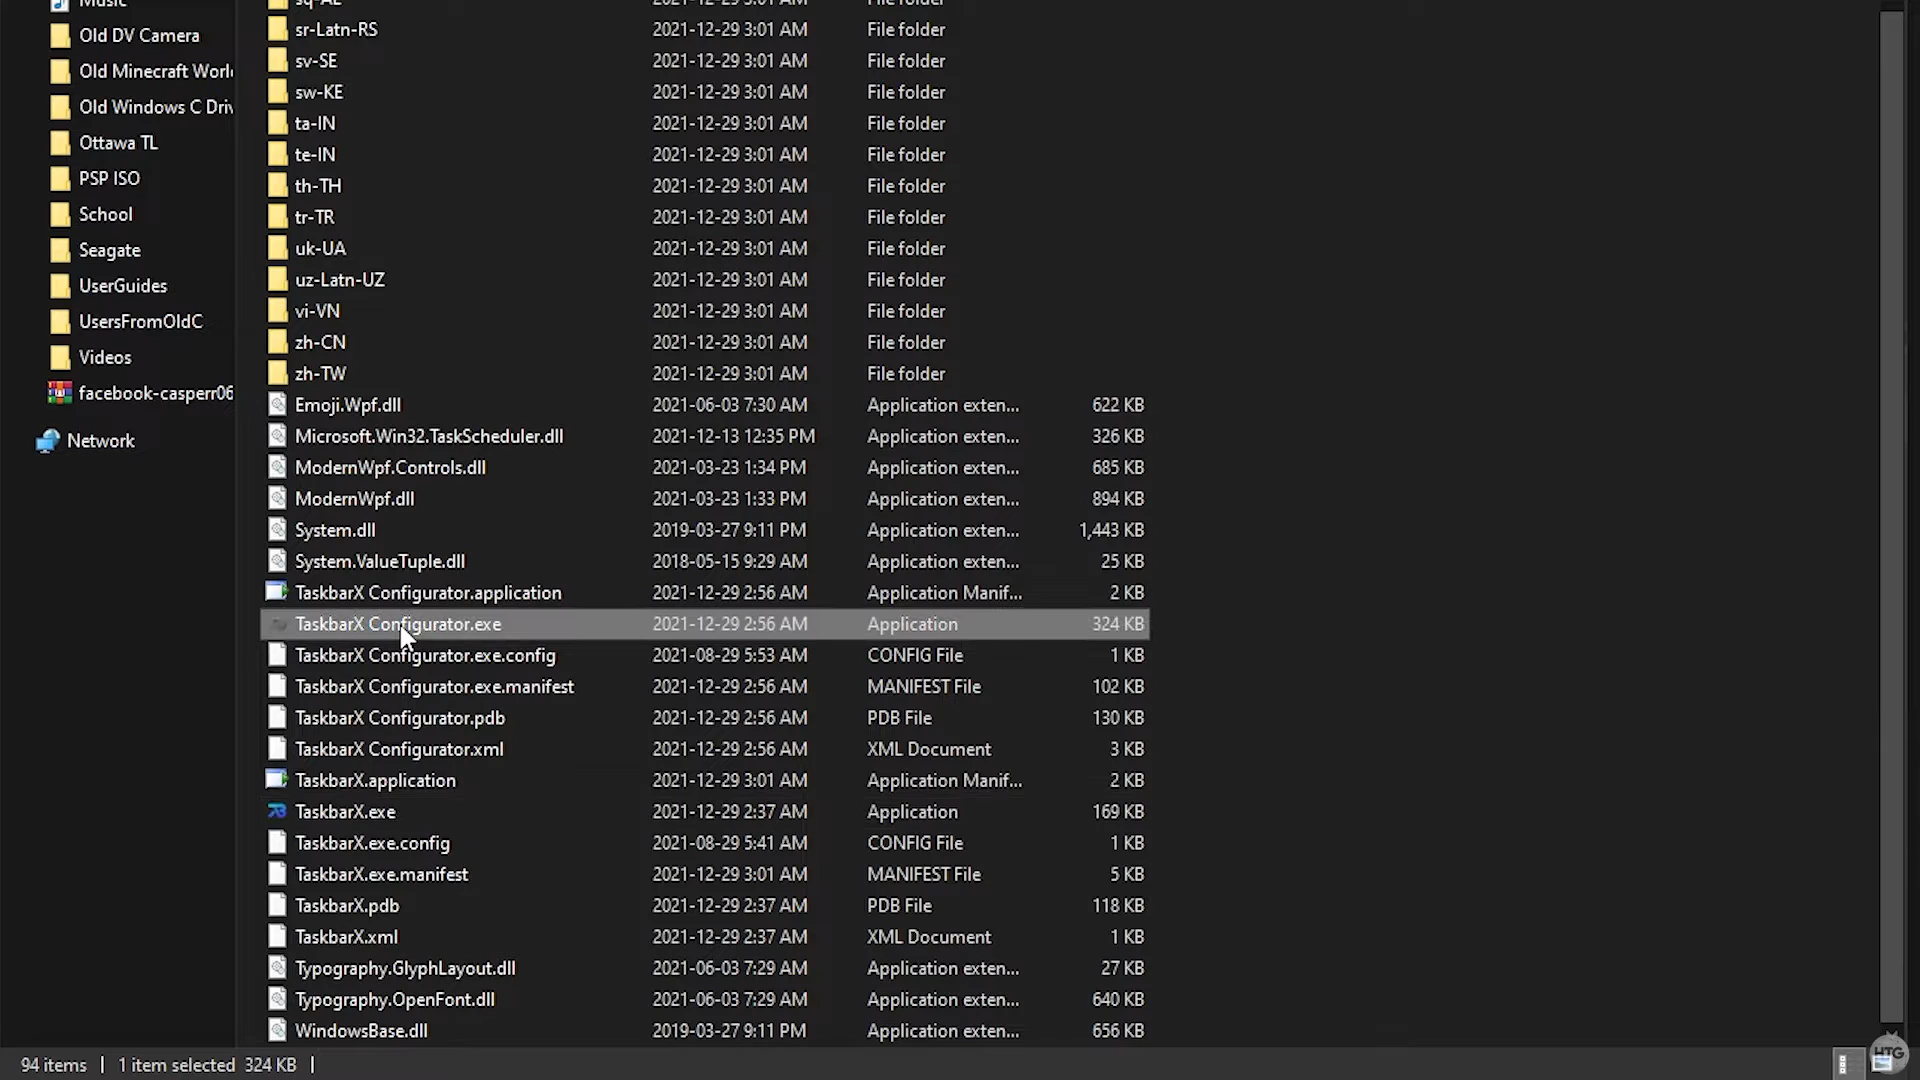 Music
Old DV Camera
Old Minecraft Worl
Old Windows C Driv
Ottawa TL
PSP ISO
School
Seagate
UserGuides
UsersFromOldC
Videos
facebook-casperr06
Network
sq-AL 2021-12-29 3:01 AM File folder
sr-Latn-RS 2021-12-29 3:01 AM File folder
sv-SE 2021-12-29 3:01 AM File folder
sw-KE 2021-12-29 3:01 AM File folder
ta-IN 2021-12-29 3:01 AM File folder
te-IN 2021-12-29 3:01 AM File folder
th-TH 2021-12-29 3:01 AM File folder
tr-TR 2021-12-29 3:01 AM File folder
uk-UA 2021-12-29 3:01 AM File folder
uz-Latn-UZ 2021-12-29 3:01 AM File folder
vi-VN 2021-12-29 3:01 AM File folder
zh-CN 2021-12-29 3:01 AM File folder
zh-TW 2021-12-29 3:01 AM File folder
Emoji.Wpf.dll 2021-06-03 7:30 AM Application exten... 622 KB
Microsoft.Win32.TaskScheduler.dll 2021-12-13 12:35 PM Application exten... 326 KB
ModernWpf.Controls.dll 2021-03-23 1:34 PM Application exten... 685 KB
ModernWpf.dll 2021-03-23 1:33 PM Application exten... 894 KB
System.dll 2019-03-27 9:11 PM Application exten... 1,443 KB
System.ValueTuple.dll 2018-05-15 9:29 AM Application exten... 25 KB
TaskbarX Configurator.application 2021-12-29 2:56 AM Application Manif... 2 KB
TaskbarX Configurator.exe 2021-12-29 2:56 AM Application 324 KB
TaskbarX Configurator.exe.config 2021-08-29 5:53 AM CONFIG File 1 KB
TaskbarX Configurator.exe.manifest 2021-12-29 2:56 AM MANIFEST File 102 KB
TaskbarX Configurator.pdb 2021-12-29 2:56 AM PDB File 130 KB
TaskbarX Configurator.xml 2021-12-29 2:56 AM XML Document 3 KB
TaskbarX.application 2021-12-29 3:01 AM Application Manif... 2 KB
TaskbarX.exe 2021-12-29 2:37 AM Application 169 KB
TaskbarX.exe.config 2021-08-29 5:41 AM CONFIG File 1 KB
TaskbarX.exe.manifest 2021-12-29 3:01 AM MANIFEST File 5 KB
TaskbarX.pdb 2021-12-29 2:37 AM PDB File 118 KB
TaskbarX.xml 2021-12-29 2:37 AM XML Document 1 KB
Typography.GlyphLayout.dll 2021-06-03 7:29 AM Application exten... 27 KB
Typography.OpenFont.dll 2021-06-03 7:29 AM Application exten... 640 KB
WindowsBase.dll 2019-03-27 9:11 PM Application exten... 656 KB
94 items | 1 item selected 324 KB |
HTG